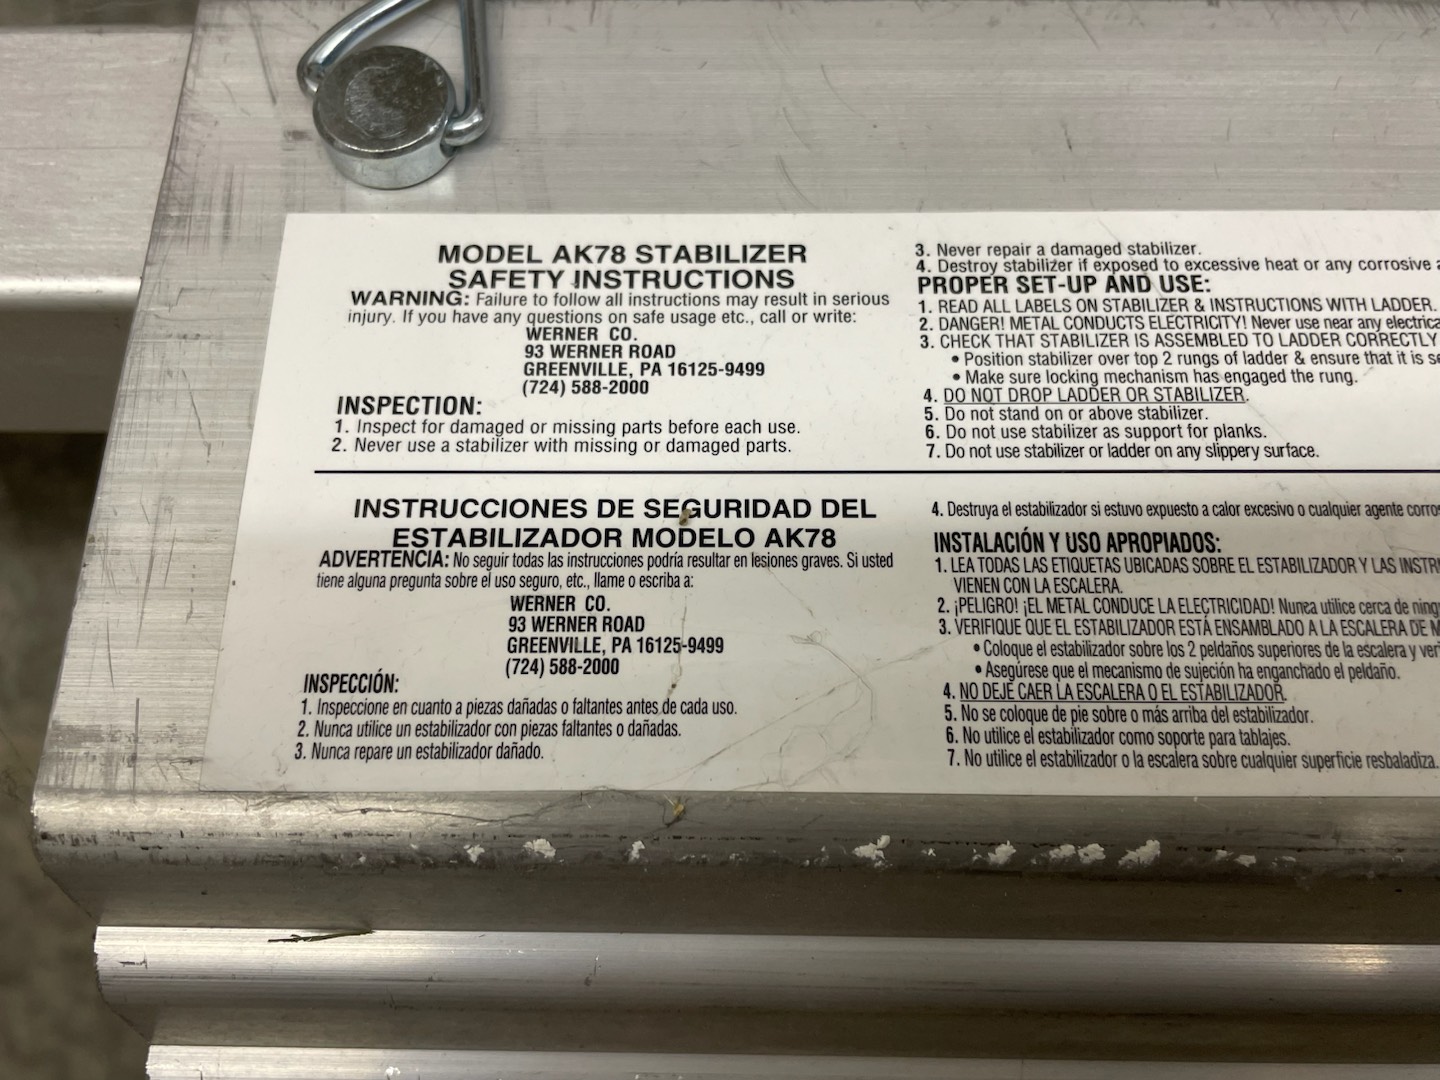 MODEL AK78 STABILIZER
SAFETY INSTRUCTIONS
WARNING: Failure to follow all instructions may result in serious
injury. If you have any questions on safe usage etc., call or write:
WERNER CO.
93 WERNER ROAD
GREENVILLE, PA 16125-9499
(724) 588-2000
INSPECTION:
1. Inspect for damaged or missing parts before each use.
2. Never use a stabilizer with missing or damaged parts.
3. Never repair a damaged stabilizer.
4. Destroy stabilizer if exposed to excessive heat or any corrosive
PROPER SET-UP AND USE:
1. READ ALL LABELS ON STABILIZER & INSTRUCTIONS WITH LADDER.
2. DANGER! METAL CONDUCTS ELECTRICITY! Never use near any electrica
3. CHECK THAT STABILIZER IS ASSEMBLED TO LADDER CORRECTLY
• Position stabilizer over top 2 rungs of ladder & ensure that it is se
• Make sure locking mechanism has engaged the rung.
4. DO NOT DROP LADDER OR STABILIZER.
5. Do not stand on or above stabilizer.
6. Do not use stabilizer as support for planks.
7. Do not use stabilizer or ladder on any slippery surface.
INSTRUCCIONES DE SEGURIDAD DEL
ESTABILIZADOR MODELO AK78
ADVERTENCIA: No seguir todas las instrucciones podría resultar en lesiones graves. Si usted
tiene alguna pregunta sobre el uso seguro, etc., llame o escriba a:
WERNER CO.
93 WERNER ROAD
GREENVILLE, PA 16125-9499
(724) 588-2000
INSPECCIÓN:
1. Inspeccione en cuanto a piezas dañadas o faltantes antes de cada uso.
2. Nunca utilice un estabilizador con piezas faltantes o dañadas.
3. Nunca repare un estabilizador dañado.
4. Destruya el estabilizador si estuvo expuesto a calor excesivo o cualquier agente corros
INSTALACIÓN Y USO APROPIADOS:
1. LEA TODAS LAS ETIQUETAS UBICADAS SOBRE EL ESTABILIZADOR Y LAS INSTR
VIENEN CON LA ESCALERA.
2. ¡PELIGRO! ¡EL METAL CONDUCE LA ELECTRICIDAD! Nunca utilice cerca de ning
3. VERIFIQUE QUE EL ESTABILIZADOR ESTÁ ENSAMBLADO A LA ESCALERA DE M
• Coloque el estabilizador sobre los 2 peldaños superiores de la escalera y veri
• Asegúrese que el mecanismo de sujeción ha enganchado el peldaño.
4. NO DEJE CAER LA ESCALERA O EL ESTABILIZADOR.
5. No se coloque de pie sobre o más arriba del estabilizador.
6. No utilice el estabilizador como soporte para tablajes.
7. No utilice el estabilizador o la escalera sobre cualquier superficie resbaladiza.